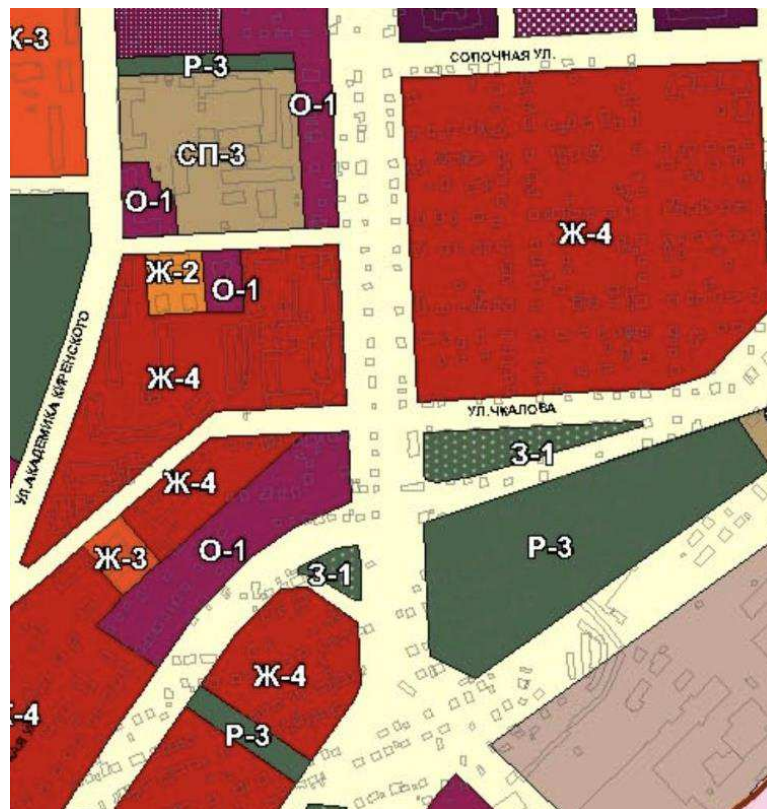 К-3
Р-3
СОПОЧНАЯ УЛ.
О-1
СП-3
О-1
Ж-4
Ж-2
О-1
УЛ.АКАДЕМИКА КИРЕНСКОГО
Ж-4
УЛ.ЧКАЛОВА
З-1
Ж-4
О-1
Ж-3
Р-3
З-1
Ж-4
-4
Р-3